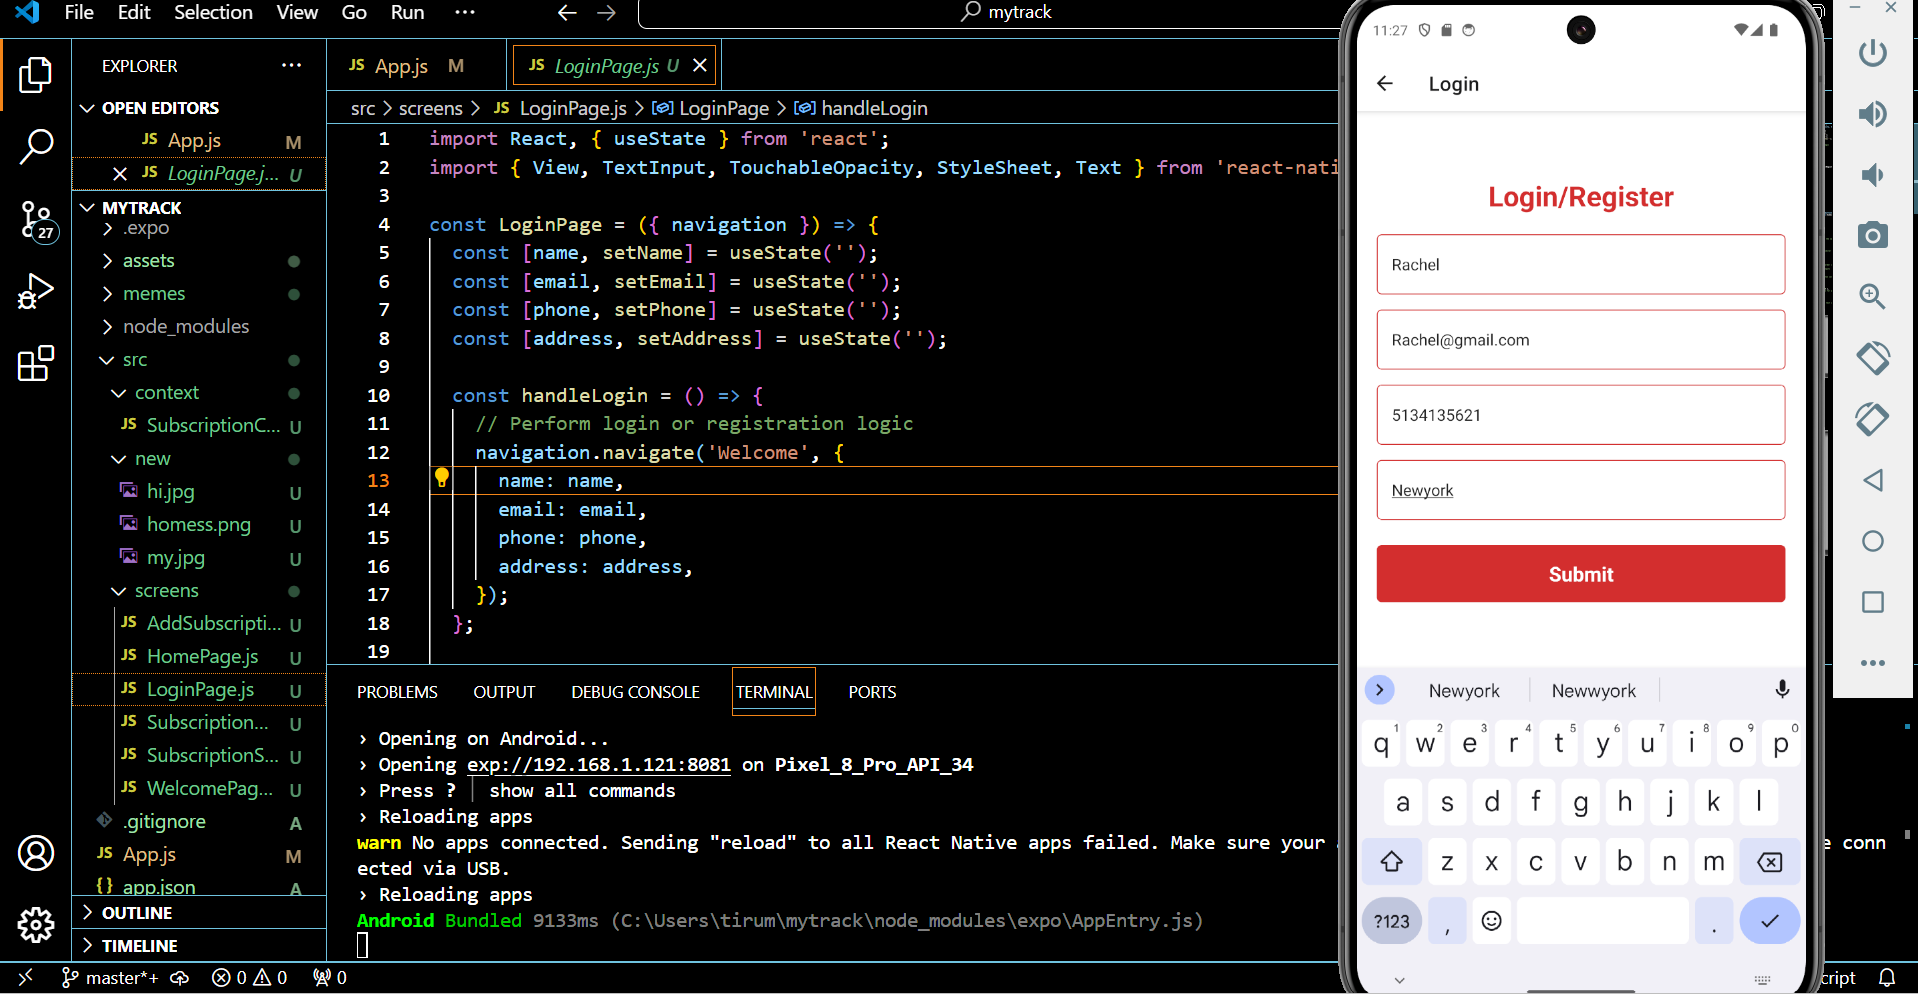 File Edit Selection View Go Run ···
mytrack
EXPLORER ···
OPEN EDITORS
JS App.js M
JS LoginPage.j... U
MYTRACK
.expo
assets
memes
node_modules
src
context
JS SubscriptionC... U
new
hi.jpg U
homess.png U
my.jpg U
screens
JS AddSubscripti... U
JS HomePage.js U
JS LoginPage.js U
JS Subscription... U
JS SubscriptionS... U
JS WelcomePag... U
.gitignore A
JS App.js M
{} app.json A
OUTLINE
TIMELINE
27
JS App.js M
JS LoginPage.js U
src > screens > JS LoginPage.js > LoginPage > handleLogin
1 import React, { useState } from 'react';
2 import { View, TextInput, TouchableOpacity, StyleSheet, Text } from 'react-nati
3
4 const LoginPage = ({ navigation }) => {
5 const [name, setName] = useState('');
6 const [email, setEmail] = useState('');
7 const [phone, setPhone] = useState('');
8 const [address, setAddress] = useState('');
9
10 const handleLogin = () => {
11 // Perform login or registration logic
12 navigation.navigate('Welcome', {
13 name: name,
14 email: email,
15 phone: phone,
16 address: address,
17 });
18 };
19
PROBLEMS OUTPUT DEBUG CONSOLE TERMINAL PORTS
› Opening on Android...
› Opening exp://192.168.1.121:8081 on Pixel_8_Pro_API_34
› Press ? │ show all commands
› Reloading apps
warn No apps connected. Sending "reload" to all React Native apps failed. Make sure your
e conn
ected via USB.
› Reloading apps
Android Bundled 9133ms (C:\Users\tirum\mytrack\node_modules\expo\AppEntry.js)
master*+ 0 0 0
cript
11:27
Login
Login/Register
Rachel
Rachel@gmail.com
5134135621
Newyork
Submit
Newyork Newwyork
q1 w2 e3 r4 t5 y6 u7 i8 o9 p0
a s d f g h j k l
z x c v b n m
?123 , .